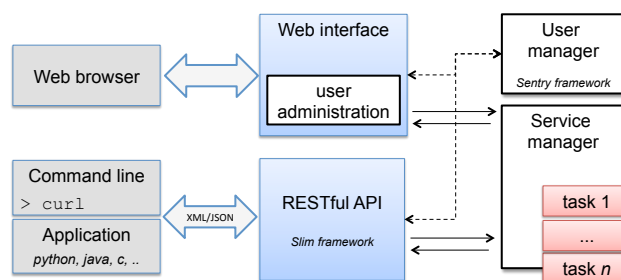 Web browser
Web interface
user
administration
User
manager
Sentry framework
Service
manager
Command line
> curl
Application
python, java, c, ..
XML/JSON
RESTful API
Slim framework
task 1
...
task n